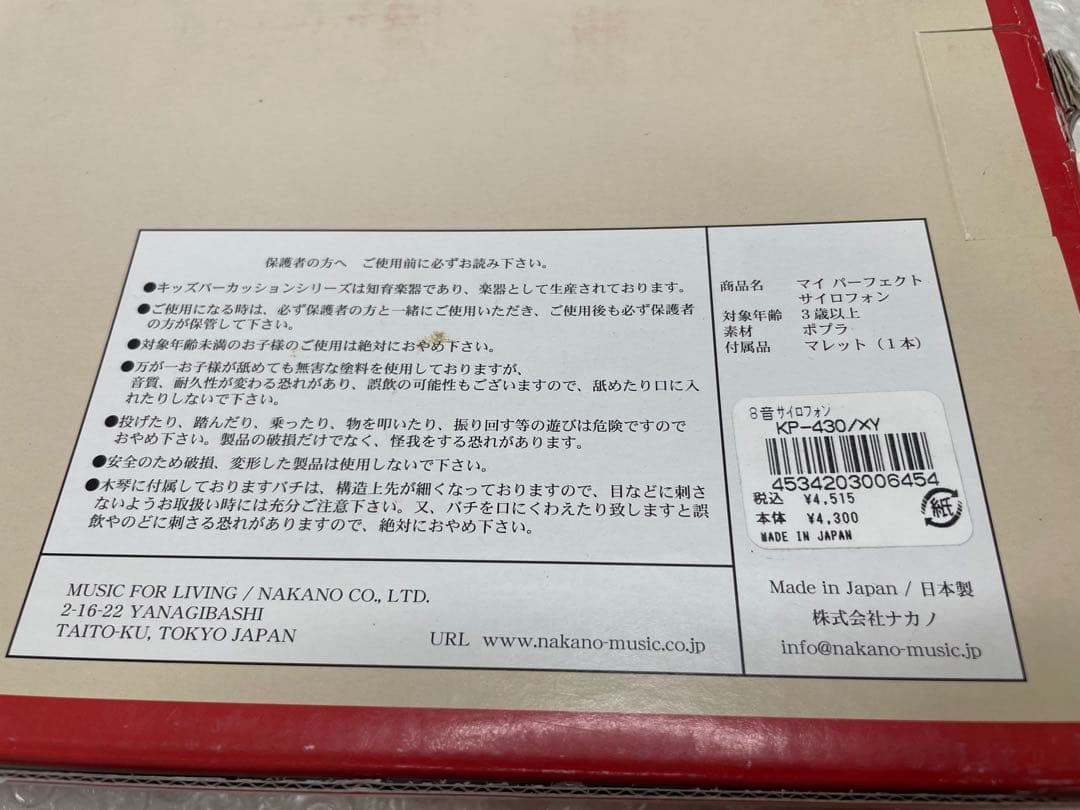 保護者の方へ ご使用前に必ずお読み下さい。
●キッズパーカッションシリーズは知育楽器であり、楽器として生産されております。
●ご使用になる時は、必ず保護者の方と一緒にご使用いただき、ご使用後も必ず保護者
の方が保管して下さい。
●対象年齢未満のお子様のご使用は絶対におやめ下さい。
●万が一お子様が舐めても無害な塗料を使用しておりますが、
音質、耐久性が変わる恐れがあり、誤飲の可能性もございますので、舐めたり口に入
れたりしないで下さい。
●投げたり、踏んだり、乗ったり、物を叩いたり、振り回す等の遊びは危険ですので
おやめ下さい。製品の破損だけでなく、怪我をする恐れがあります。
●安全のため破損、変形した製品は使用しないで下さい。
●木琴に付属しておりますバチは、構造上先が細くなっておりますので、目などに刺さ
ないようお取扱い時には充分ご注意下さい。又、バチを口にくわえたり致しますと誤
飲やのどに刺さる恐れがありますので、絶対におやめ下さい。
MUSIC FOR LIVING / NAKANO CO., LTD.
2-16-22 YANAGIBASHI
TAITO-KU, TOKYO JAPAN
URL www.nakano-music.co.jp
商品名 マイ パーフェクト
サイロフォン
対象年齢 3歳以上
素材 ポプラ
付属品 マレット（1本）
8音サイロフォン
KP-430/XY
4534203006454
税込 ¥4,515
本体 ¥4,300
MADE IN JAPAN
紙
Made in Japan / 日本製
株式会社ナカノ
info@nakano-music.jp